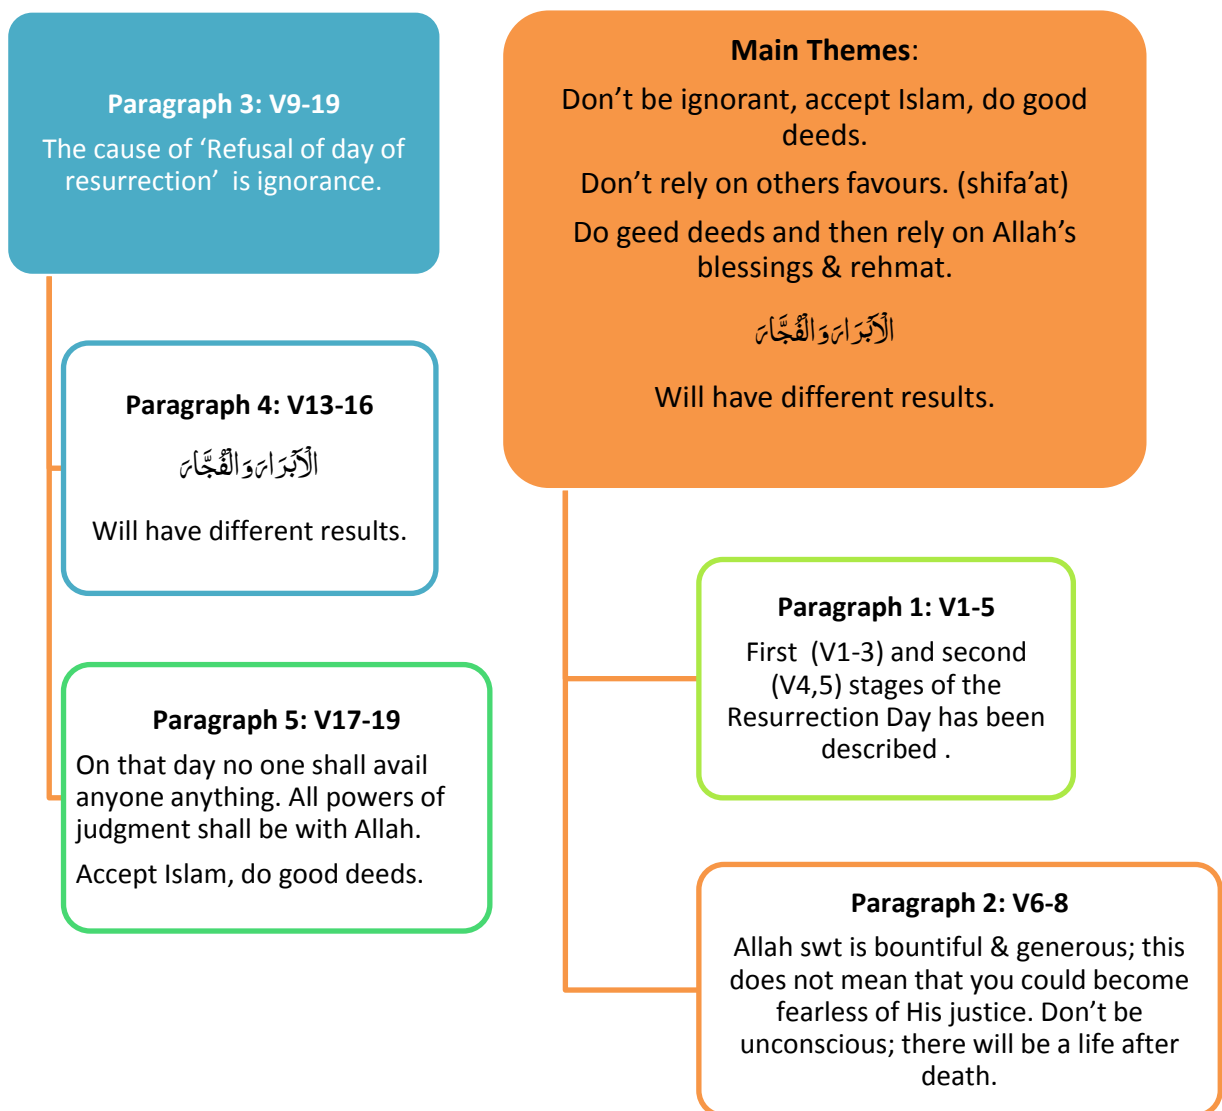 Paragraph 3: V9-19
The cause of ‘Refusal of day of
resurrection’  is ignorance.
Paragraph 4: V13-16
الْاَبْرَارَ وَالْفُجَّارَ
Will have different results.
Paragraph 5: V17-19
On that day no one shall avail
anyone anything. All powers of
judgment shall be with Allah.
Accept Islam, do good deeds.
Main Themes:
Don’t be ignorant, accept Islam, do good
deeds.
Don’t rely on others favours. (shifa’at)
Do geed deeds and then rely on Allah’s
blessings & rehmat.
الْاَبْرَارَ وَالْفُجَّارَ
Will have different results.
Paragraph 1: V1-5
First  (V1-3) and second
(V4,5) stages of the
Resurrection Day has been
described .
Paragraph 2: V6-8
Allah swt is bountiful & generous; this
does not mean that you could become
fearless of His justice. Don’t be
unconscious; there will be a life after
death.